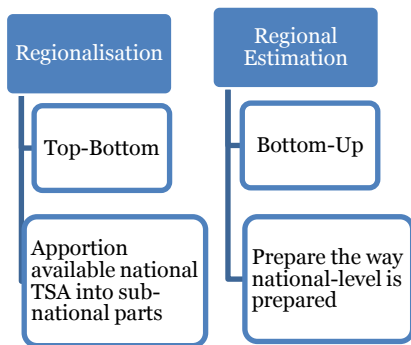 Regionalisation
Top-Bottom
Apportion
available national
TSA into sub-
national parts
Regional
Estimation
Bottom-Up
Prepare the way
national-level is
prepared